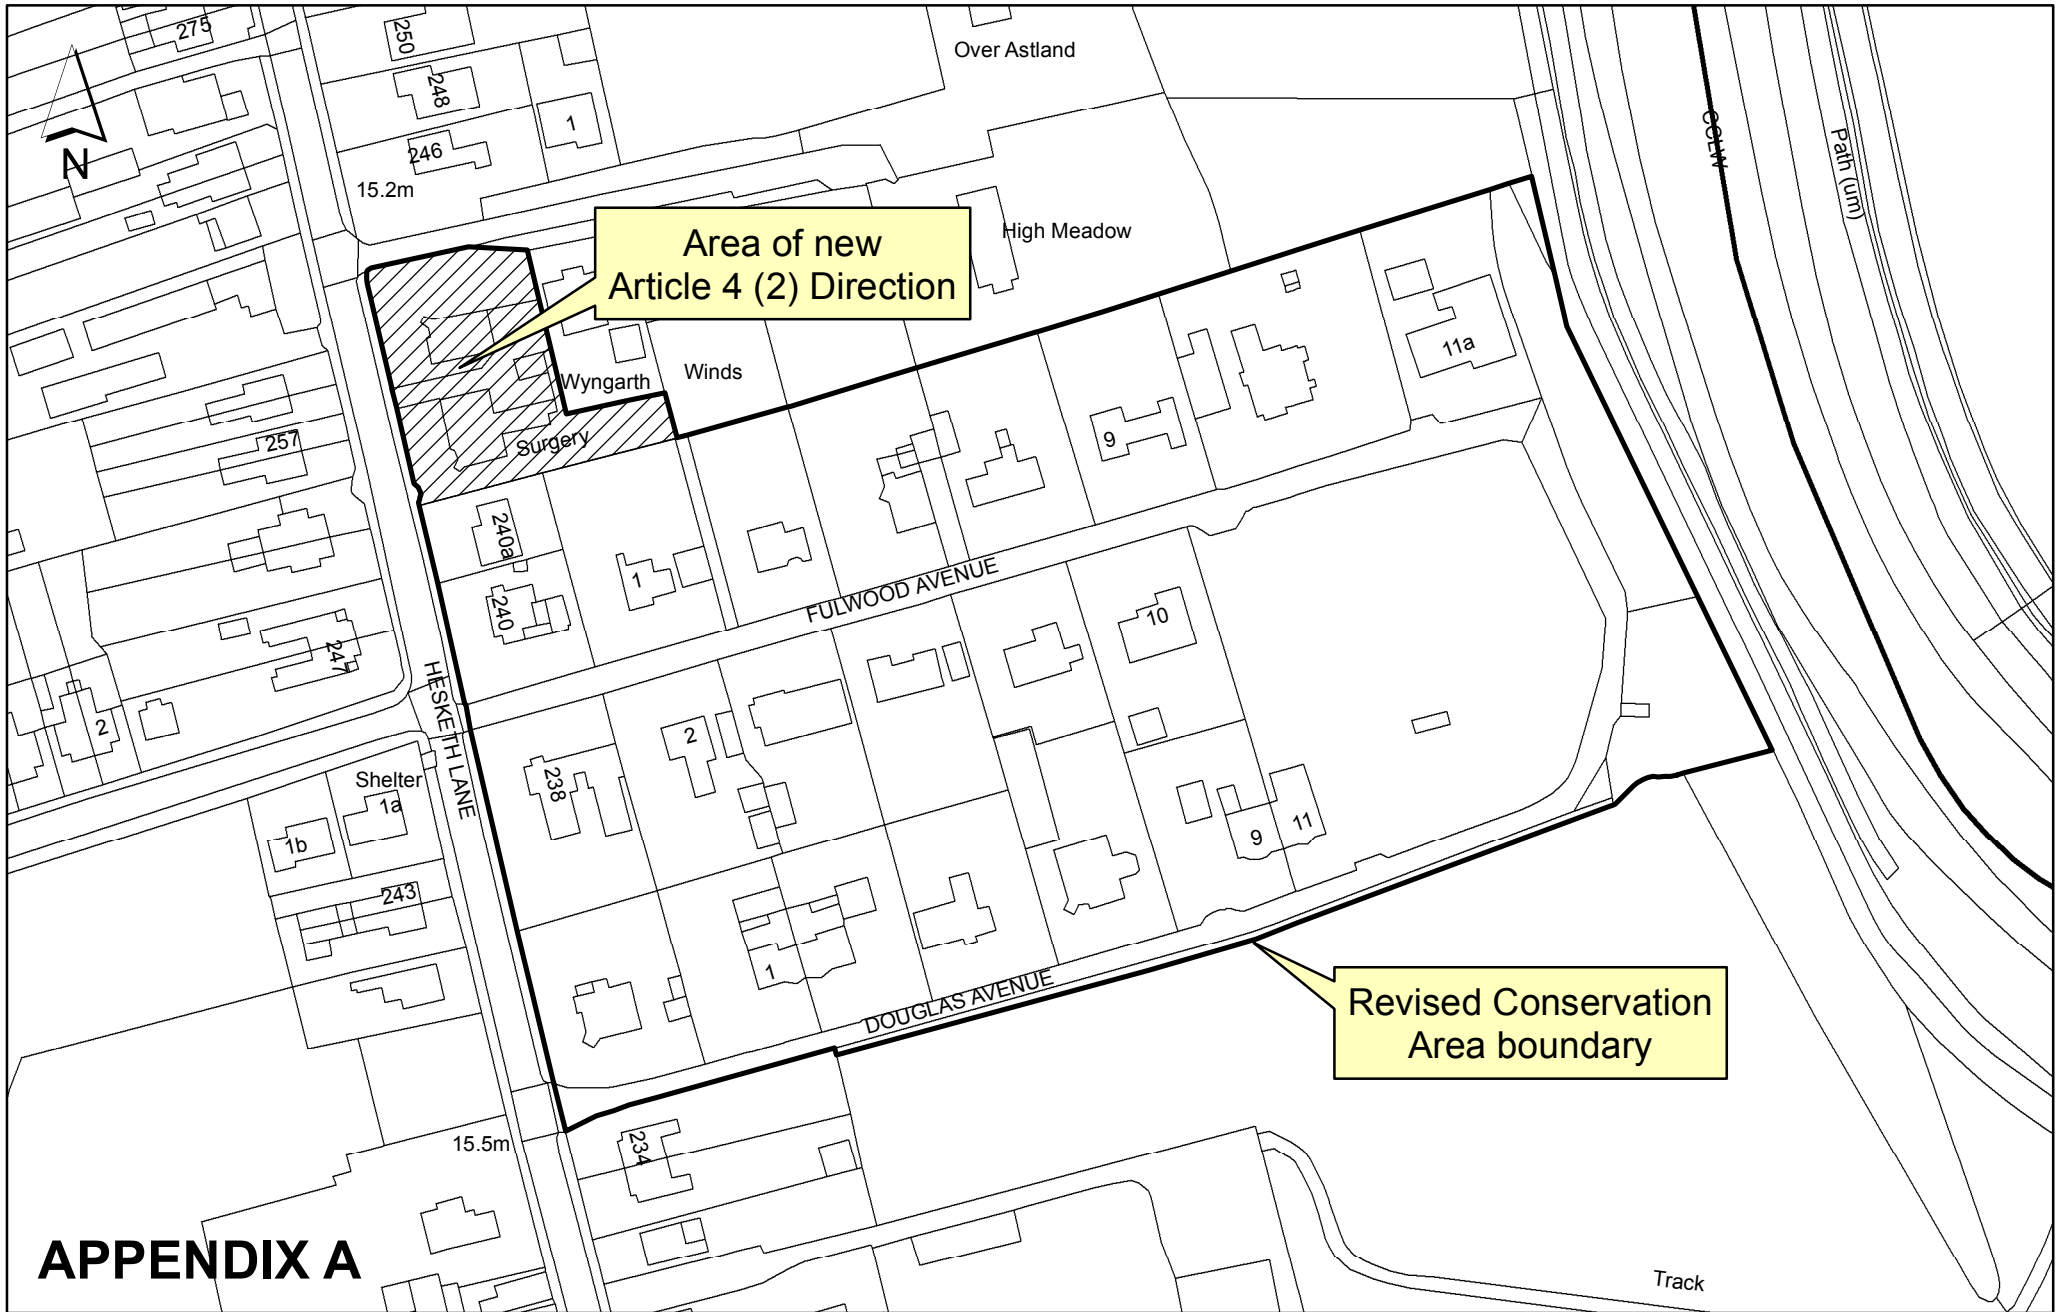 275
250
Over Astland
248
1
246
N
15.2m
CCLW
Path (um)
Area of new
Article 4 (2) Direction
High Meadow
11a
Wyngarth
Winds
257
Surgery
9
240a
1
FULWOOD AVENUE
240
10
247
HESKETH LANE
2
2
238
Shelter
1a
1b
9
11
243
1
DOUGLAS AVENUE
Revised Conservation
Area boundary
15.5m
234
APPENDIX A
Track